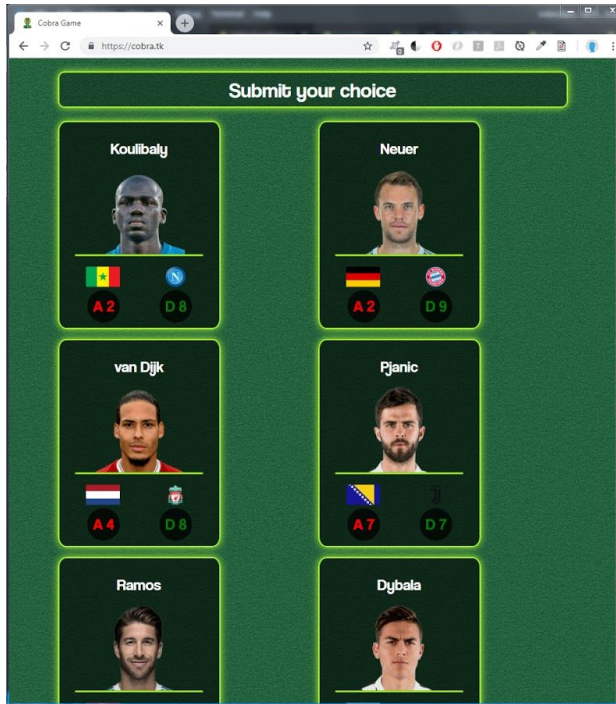 Cobra Game
https://cobra.tk
Submit your choice
Koulibaly
Neuer
A 2
D 8
A 2
D 9
van Dijk
Pjanic
A 4
D 8
A 7
D 7
Ramos
Dybala